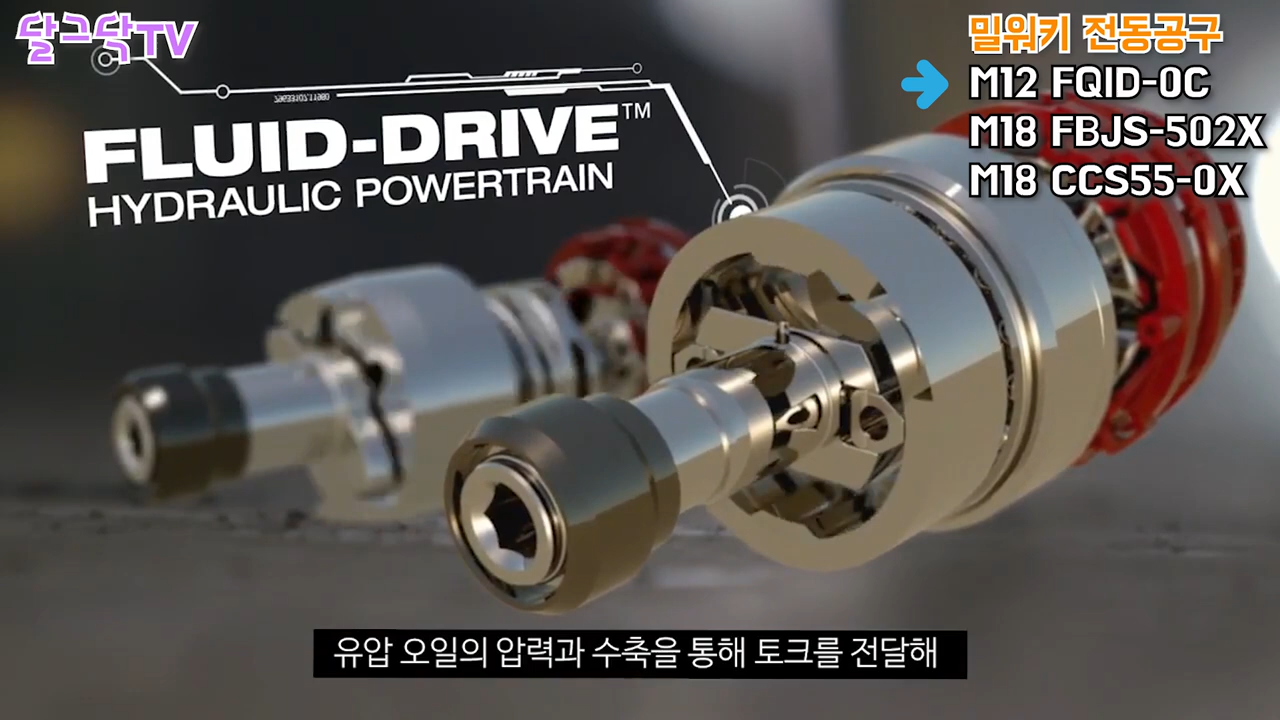 달그닥TV
밀워키 전동공구
M12 FQID-0C
M18 FBJS-502X
M18 CCS55-0X
FLUID-DRIVE™
HYDRAULIC POWERTRAIN
유압 오일의 압력과 수축을 통해 토크를 전달해